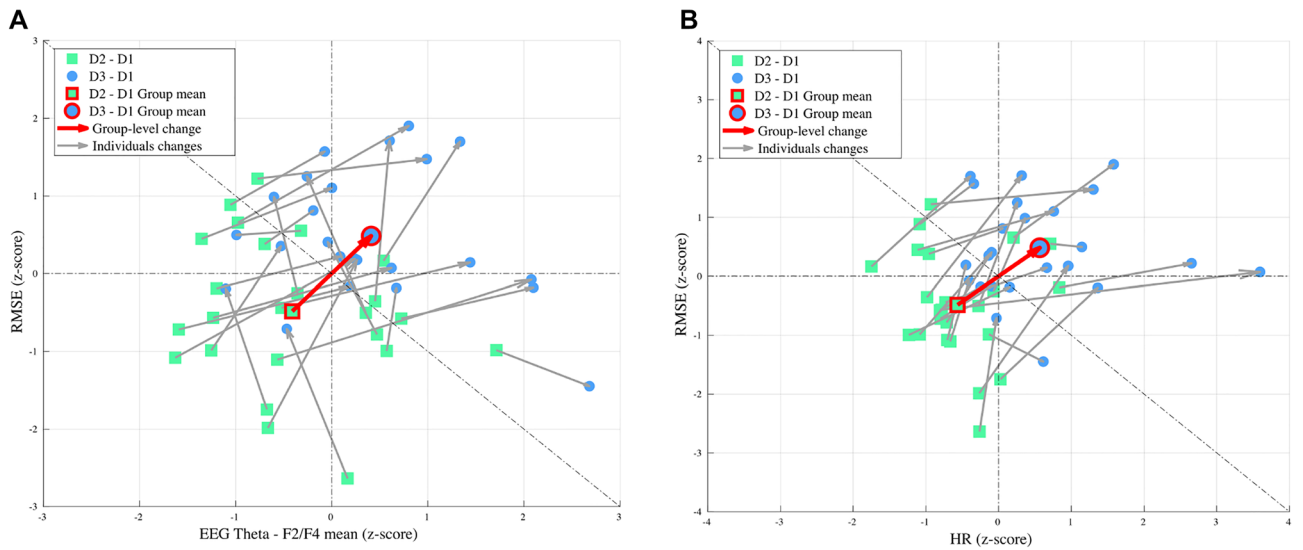 A
D2 - D1
D3 - D1
D2 - D1 Group mean
D3 - D1 Group mean
Group-level change
Individuals changes
3
2
1
0
-1
-2
-3
-3
-2
-1
0
1
2
3
RMSE (z-score)
EEG Theta - F2/F4 mean (z-score)
B
D2 - D1
D3 - D1
D2 - D1 Group mean
D3 - D1 Group mean
Group-level change
Individuals changes
4
3
2
1
0
-1
-2
-3
-4
-4
-3
-2
-1
0
1
2
3
4
RMSE (z-score)
HR (z-score)